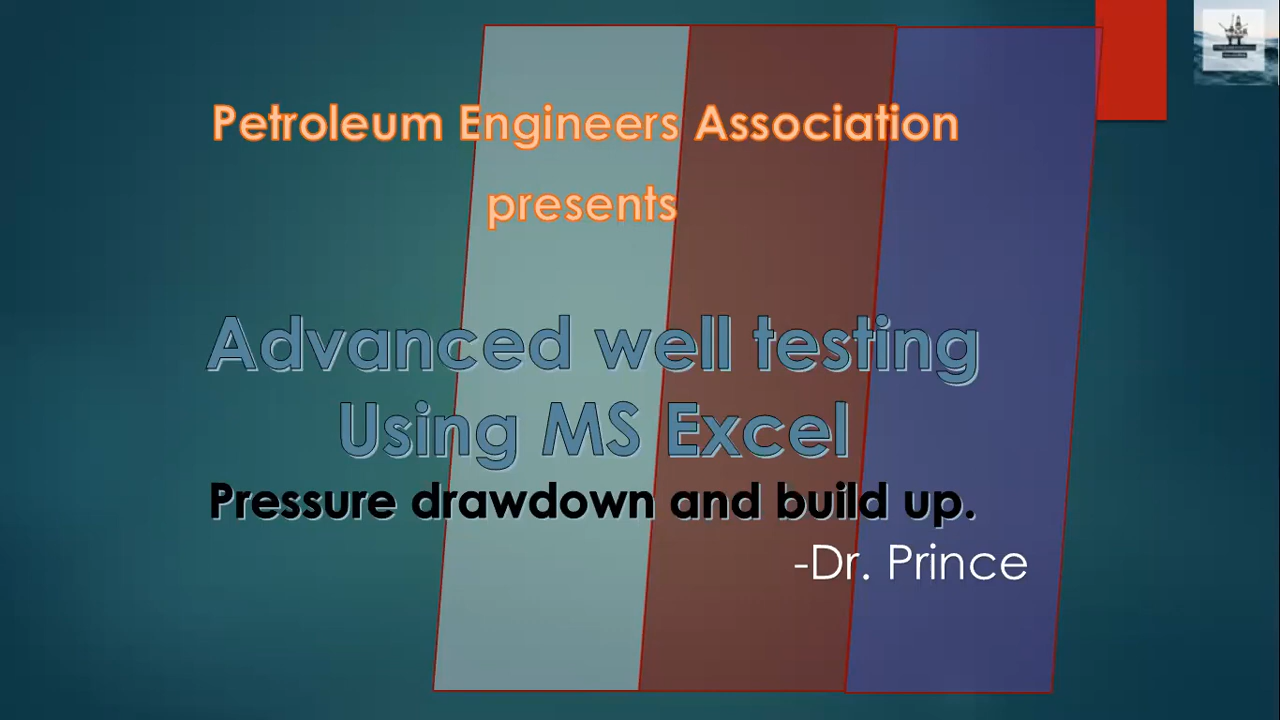 Petroleum Engineers Association
presents
Advanced well testing
Using MS Excel
Pressure drawdown and build up.
-Dr. Prince